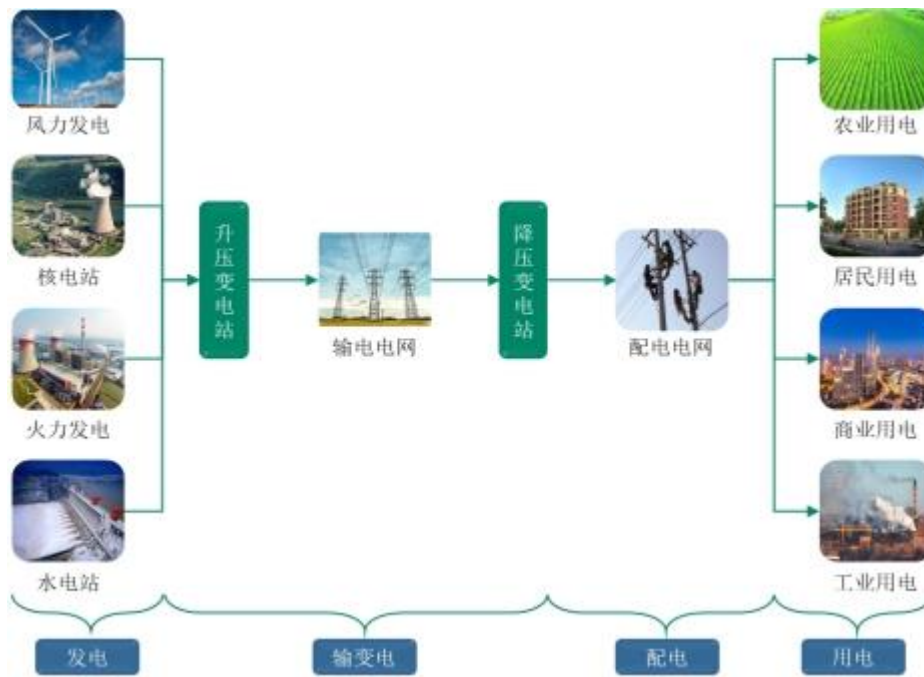 风力发电
核电站
火力发电
水电站
升压变电站
输电电网
降压变电站
配电电网
农业用电
居民用电
商业用电
工业用电
发电
输变电
配电
用电